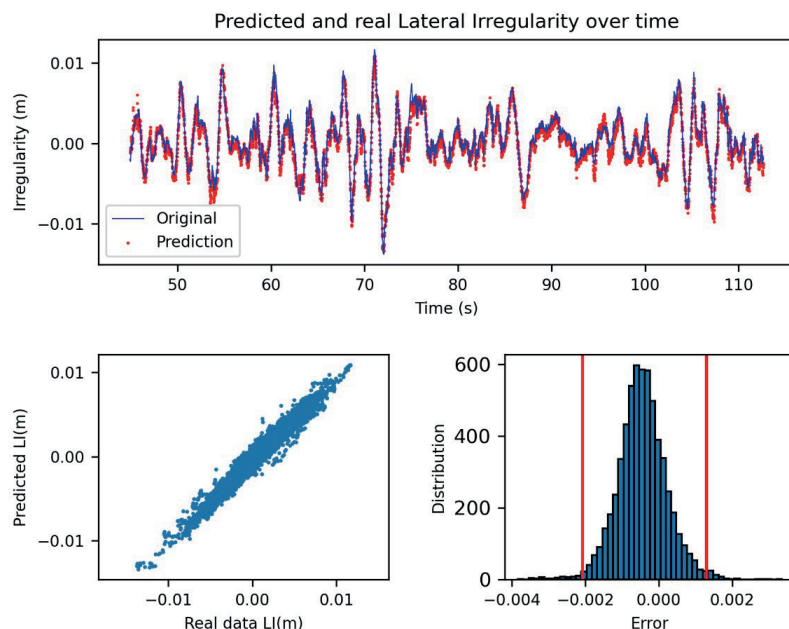 Predicted and real Lateral Irregularity over time
Irregularity (m)
0.01
0.00
−0.01
Original
Prediction
50 60 70 80 90 100 110
Time (s)
Predicted LI(m)
0.01
0.00
−0.01
−0.01 0.00 0.01
Real data LI(m)
Distribution
600
400
200
0
−0.004 −0.002 0.000 0.002
Error